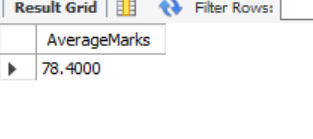 Result Grid Filter Rows:
AverageMarks
78.4000